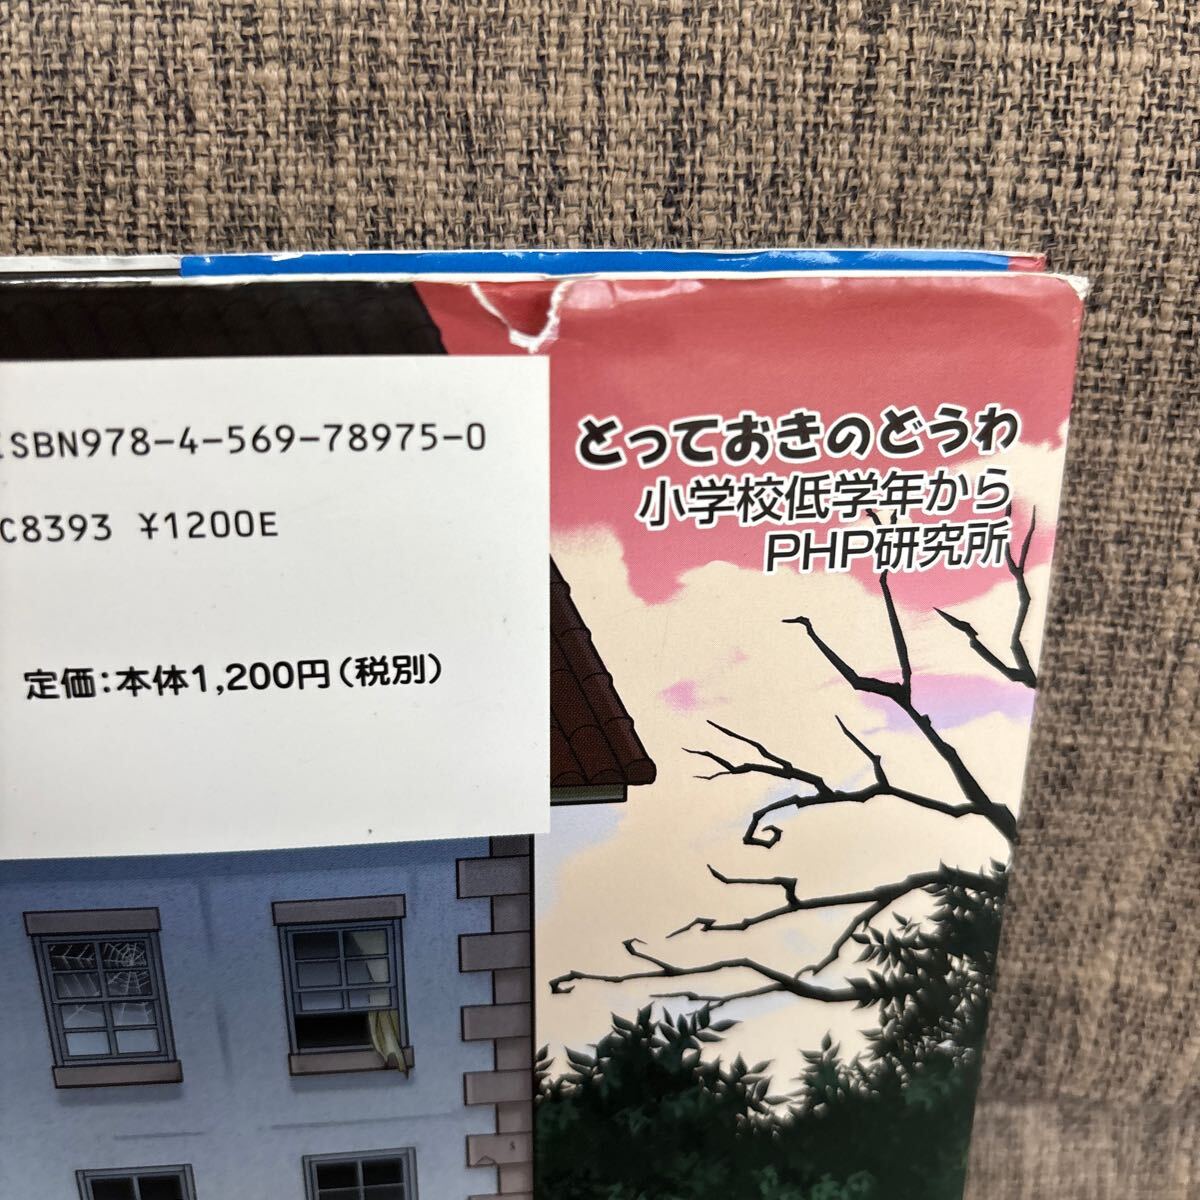 ISBN978-4-569-78975-0
C8393 ¥1200E
定価:本体1,200円(税別)
とっておきのどうわ
小学校低学年から
PHP研究所